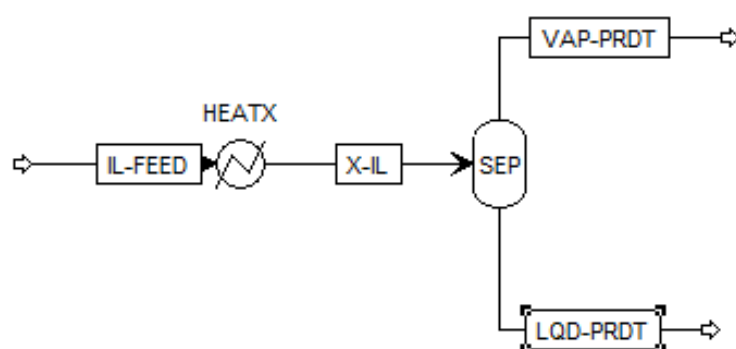 VAP-PRDT
HEATX
IL-FEED
X-IL
SEP
LQD-PRDT